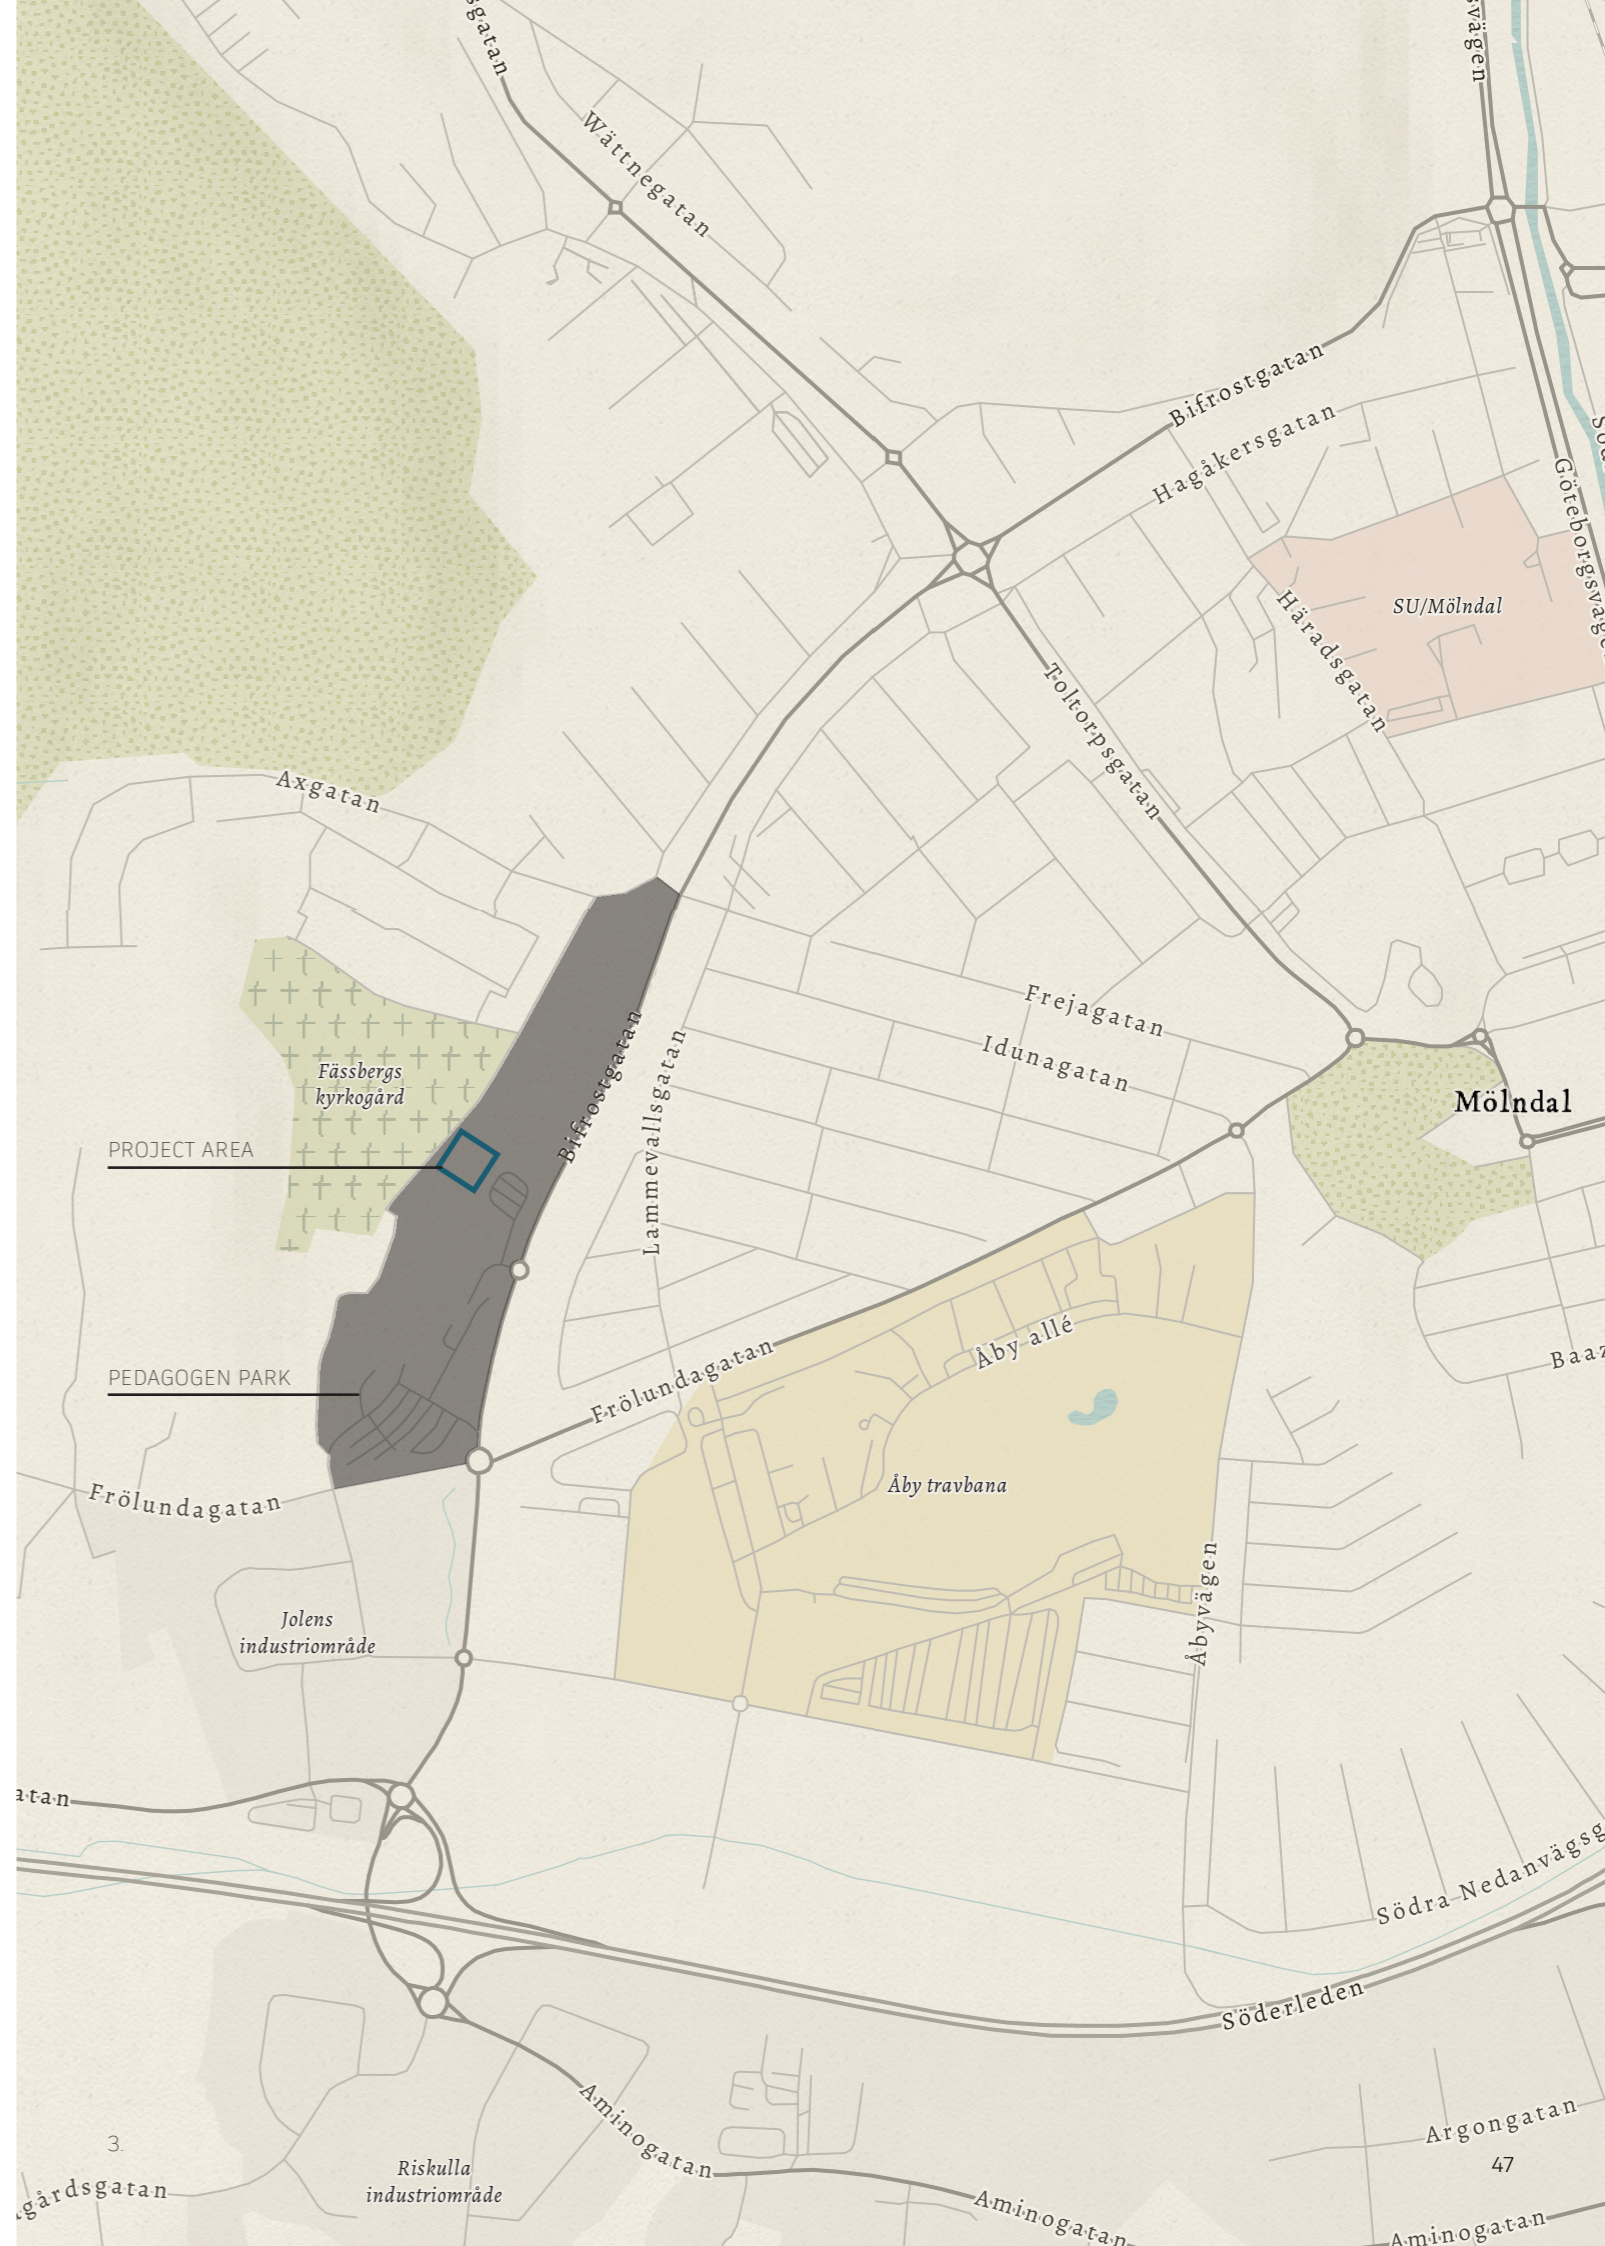 sgatan
svägen
Wättnegatan
Bifrostgatan
Hagåkersgatan
Göteborgsväge
SU/Mölndal
Häradsgatan
Toltorpsgatan
Axgatan
Frejagatan
Idunagatan
Bifrostgatan
Lammevallsgatan
Fässbergs
kyrkogård
Mölndal
PROJECT AREA
Åby allé
Frölundagatan
Baaz
PEDAGOGEN PARK
Åby travbana
Frölundagatan
Åbyvägen
Jolens
industriområde
atan
Södra Nedanvägsg
Söderleden
Aminogatan
Argongatan
3.
47
Riskulla
industriområde
gårdsgatan
Aminogatan
Aminogatan